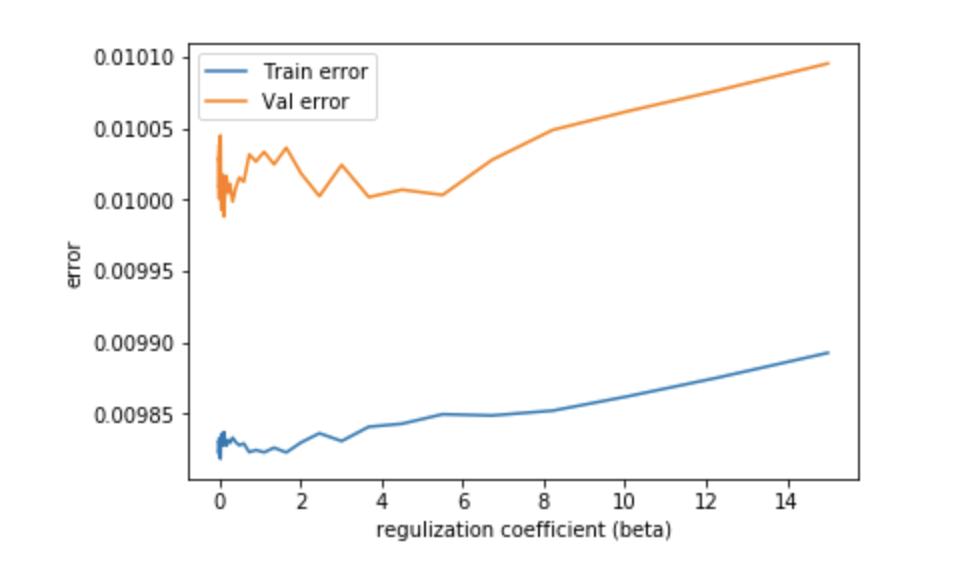 Train error
Val error
0.01010
0.01005
0.01000
0.00995
0.00990
0.00985
error
0 2 4 6 8 10 12 14
regulization coefficient (beta)